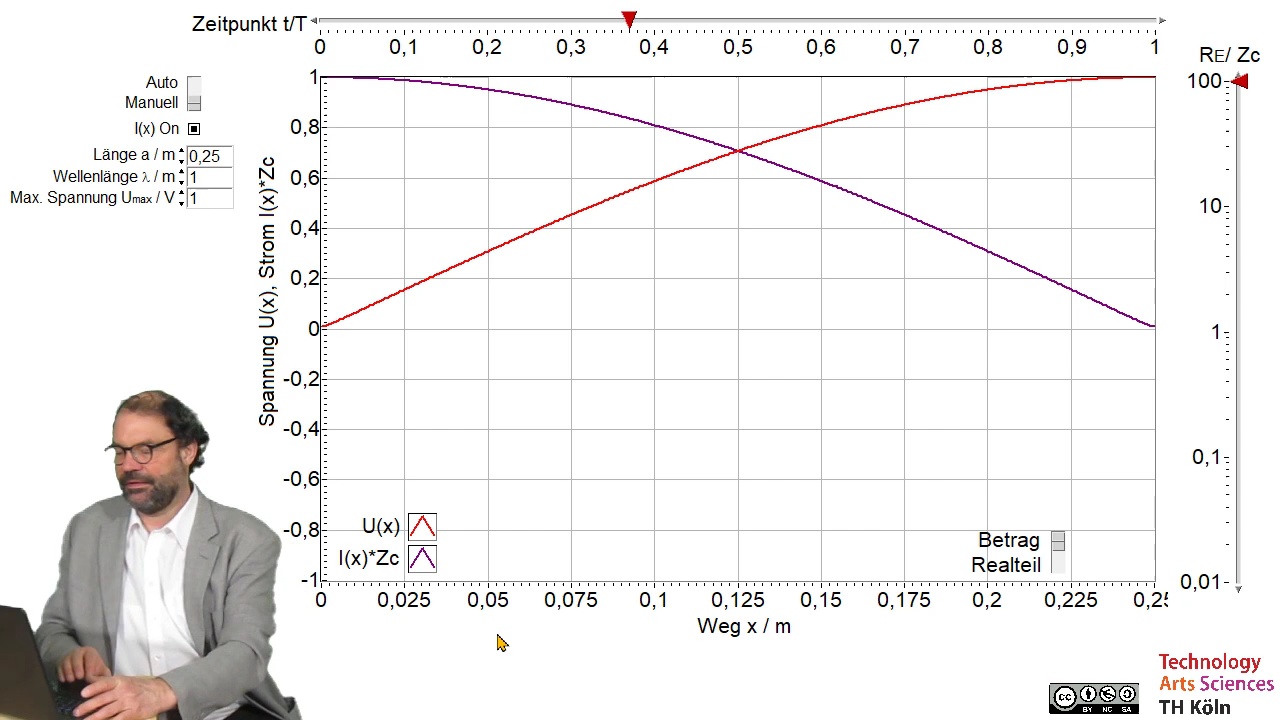 Zeitpunkt t/T
0 0,1 0,2 0,3 0,4 0,5 0,6 0,7 0,8 0,9 1
RE/ Zc
Auto
Manuell
I(x) On
Länge a / m 0,25
Wellenlänge λ / m 1
Max. Spannung Umax / V 1
Spannung U(x), Strom I(x)*Zc
1
0,8
0,6
0,4
0,2
0
-0,2
-0,4
-0,6
-0,8
-1
100
10
1
0,1
0,01
U(x)
I(x)*Zc
Betrag
Realteil
0 0,025 0,05 0,075 0,1 0,125 0,15 0,175 0,2 0,225 0,25
Weg x / m
Technology
Arts Sciences
TH Köln
cc BY NC SA